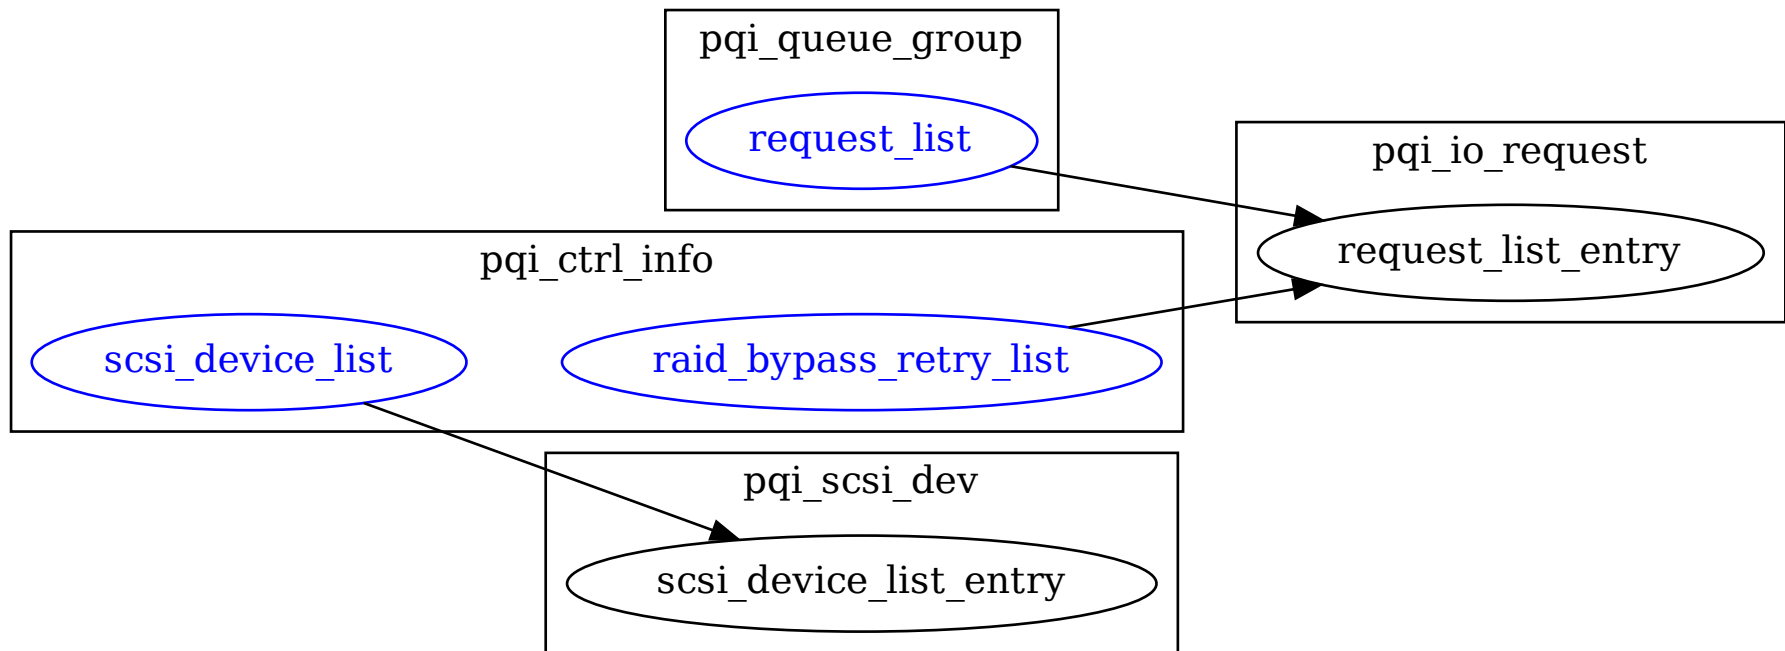 pqi_queue_group
request_list
pqi_io_request
request_list_entry
pqi_ctrl_info
scsi_device_list
raid_bypass_retry_list
pqi_scsi_dev
scsi_device_list_entry